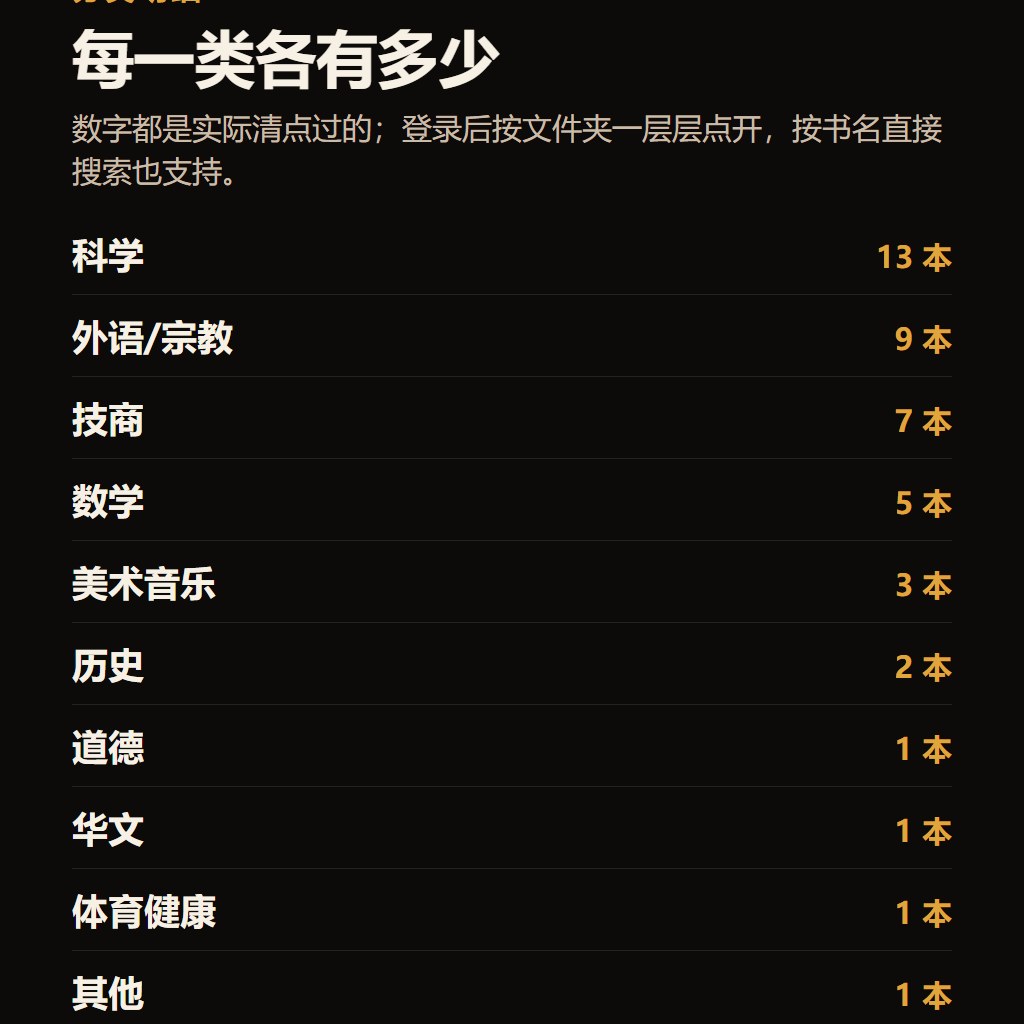 每一类各有多少
数字都是实际清点过的；登录后按文件夹一层层点开，按书名直接
搜索也支持。
科学 13 本
外语/宗教 9 本
技商 7 本
数学 5 本
美术音乐 3 本
历史 2 本
道德 1 本
华文 1 本
体育健康 1 本
其他 1 本